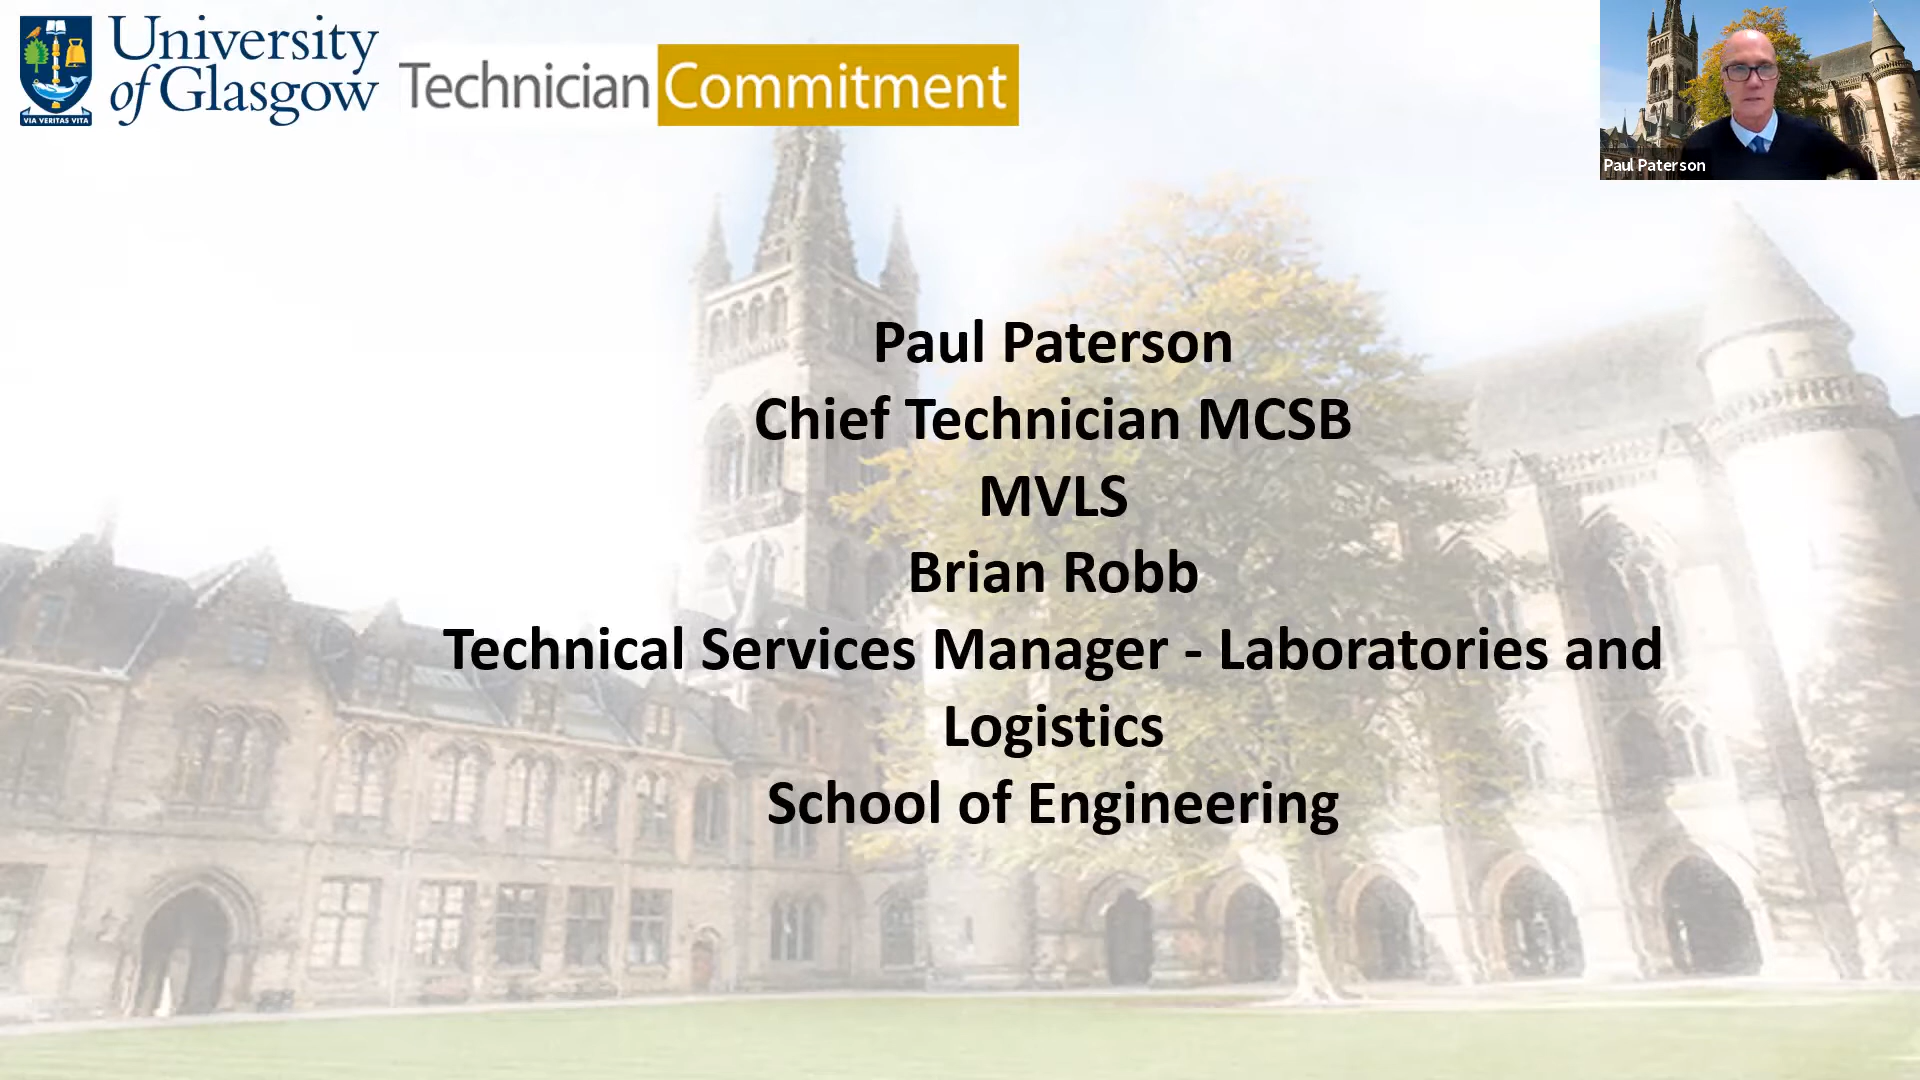 University
of Glasgow
VIA VERITAS VITA
Technician Commitment
Paul Paterson
Paul Paterson
Chief Technician MCSB
MVLS
Brian Robb
Technical Services Manager - Laboratories and
Logistics
School of Engineering